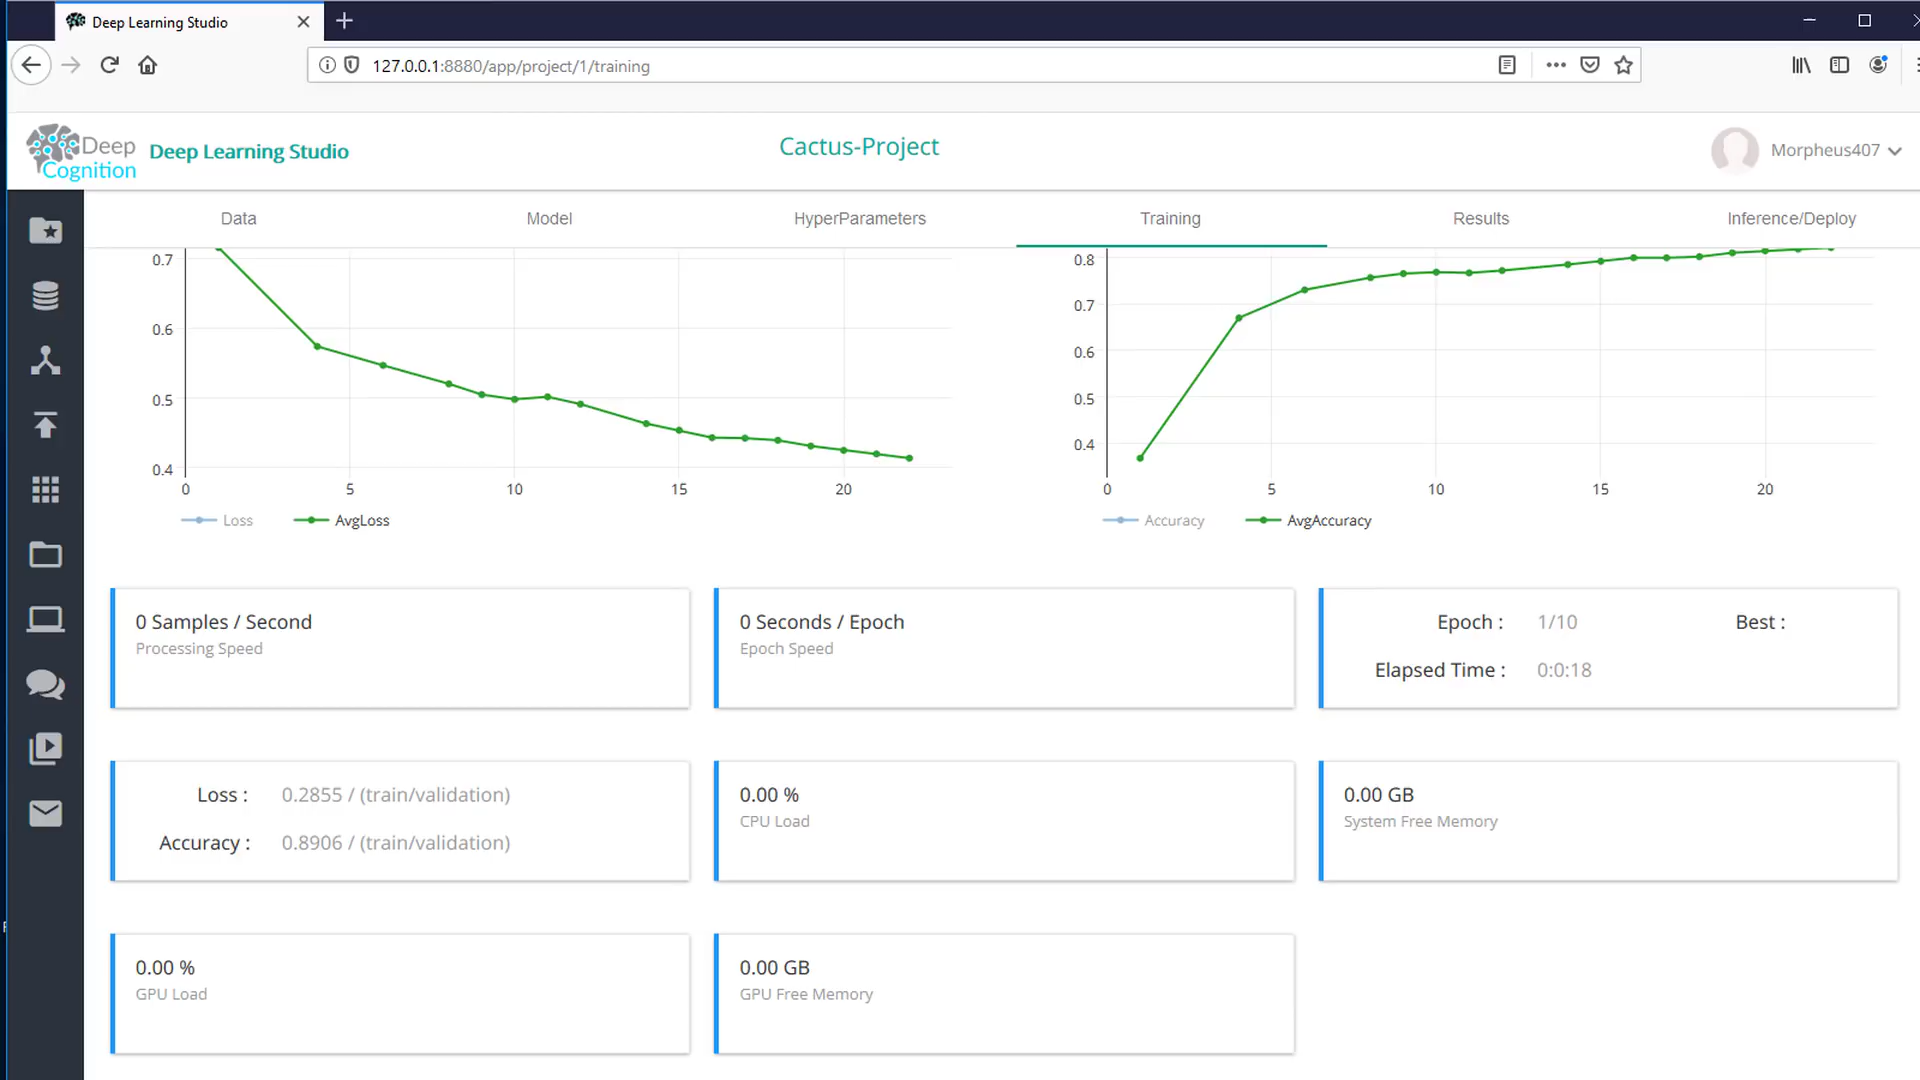 Deep Learning Studio
127.0.0.1:8880/app/project/1/training
Deep Cognition
Deep Learning Studio
Cactus-Project
Morpheus407
Data
Model
HyperParameters
Training
Results
Inference/Deploy
0.7
0.6
0.5
0.4
0 5 10 15 20
Loss AvgLoss
0.8
0.7
0.6
0.5
0.4
0 5 10 15 20
Accuracy AvgAccuracy
0 Samples / Second
Processing Speed
0 Seconds / Epoch
Epoch Speed
Epoch : 1/10 Best :
Elapsed Time : 0:0:18
Loss : 0.2855 / (train/validation)
Accuracy : 0.8906 / (train/validation)
0.00 %
CPU Load
0.00 GB
System Free Memory
0.00 %
GPU Load
0.00 GB
GPU Free Memory